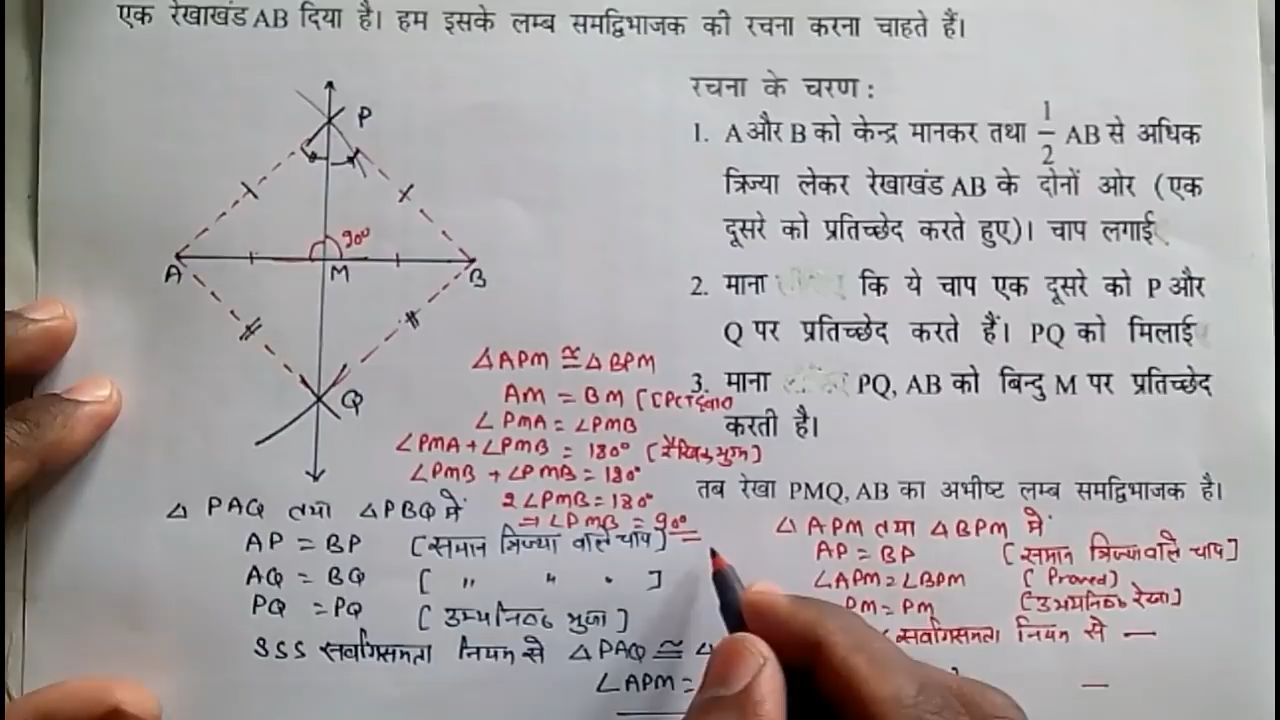 एक रेखाखंड AB दिया है। हम इसके लम्ब समद्विभाजक की रचना करना चाहते हैं।
रचना के चरण :
1. A और B को केन्द्र मानकर तथा 1/2 AB से अधिक
त्रिज्या लेकर रेखाखंड AB के दोनों ओर (एक
दूसरे को प्रतिच्छेद करते हुए)। चाप लगाई
2. माना कि ये चाप एक दूसरे को P और
Q पर प्रतिच्छेद करते हैं। PQ को मिलाई
3. माना PQ, AB को बिन्दु M पर प्रतिच्छेद
करती है।
तब रेखा PMQ, AB का अभीष्ट लम्ब समद्विभाजक है।
P
90°
A
M
B
Q
△APM ≅ △BPM
AM = BM [CPCT द्वारा
∠PMA = ∠PMB
∠PMA + ∠PMB = 180° [रैखिक युग्म]
∠PMB + ∠PMB = 180°
2∠PMB = 180°
⇒ ∠PMB = 90°
△ PAQ तथा △PBQ में
AP = BP [समान त्रिज्या वाले चाप]
AQ = BQ [ " " " ]
PQ = PQ [उभयनिष्ठ भुजा]
SSS सर्वांगसमता नियम से △PAQ ≅ △
∠APM =
△ APM तथा △BPM में
AP = BP [समान त्रिज्या वाले चाप]
∠APM = ∠BPM (Proved)
PM = PM [उभयनिष्ठ रेखा]
सर्वांगसमता नियम से —